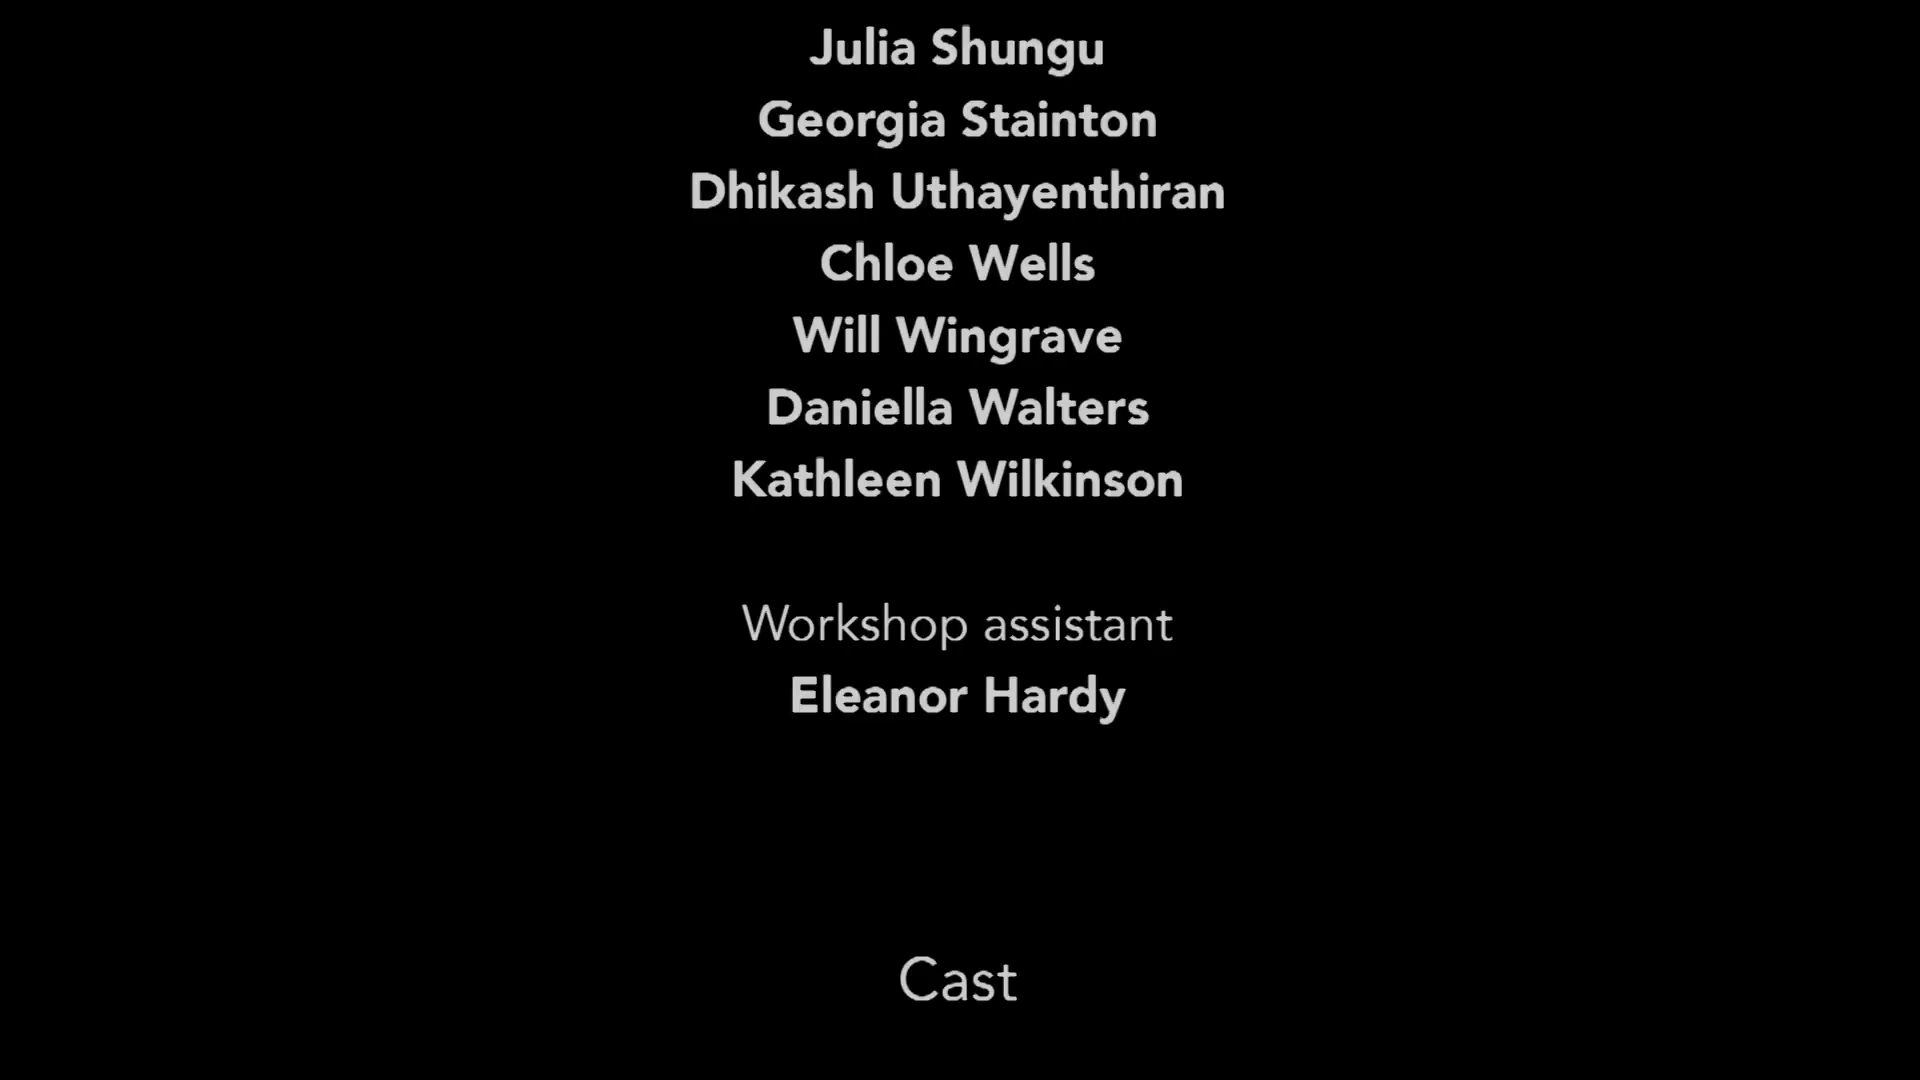 Julia Shungu
Georgia Stainton
Dhikash Uthayenthiran
Chloe Wells
Will Wingrave
Daniella Walters
Kathleen Wilkinson
Workshop assistant
Eleanor Hardy
Cast